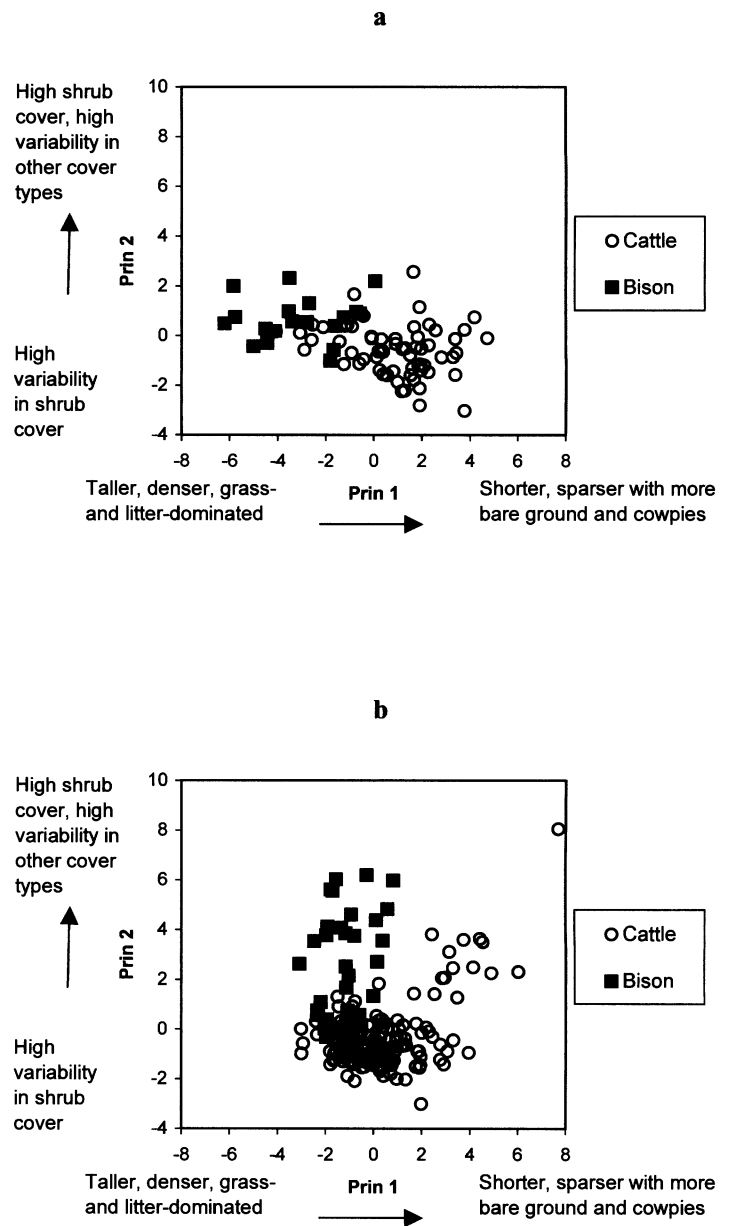 a
High shrub
cover, high
variability in
other cover
types
High
variability
in shrub
cover
Prin 2
10
8
6
4
2
0
-2
-4
-8 -6 -4 -2 0 2 4 6 8
Prin 1
Taller, denser, grass-
and litter-dominated
Shorter, sparser with more
bare ground and cowpies
Cattle
Bison
b
High shrub
cover, high
variability in
other cover
types
High
variability
in shrub
cover
Prin 2
10
8
6
4
2
0
-2
-4
-8 -6 -4 -2 0 2 4 6 8
Prin 1
Taller, denser, grass-
and litter-dominated
Shorter, sparser with more
bare ground and cowpies
Cattle
Bison